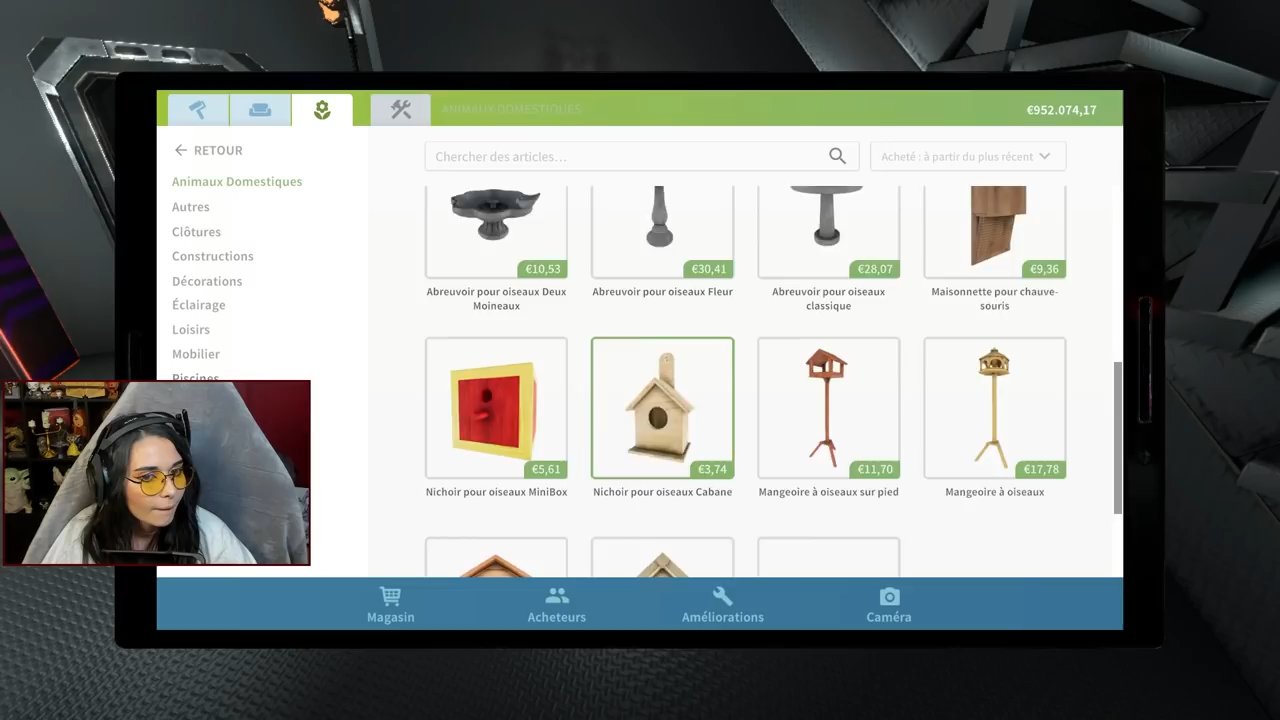 ANIMAUX DOMESTIQUES
€952.074,17
RETOUR
Chercher des articles...
Acheté : à partir du plus récent
Animaux Domestiques
Autres
Clôtures
Constructions
Décorations
Éclairage
Loisirs
Mobilier
Piscines
€10,53
€30,41
€28,07
€9,36
Abreuvoir pour oiseaux Deux
Moineaux
Abreuvoir pour oiseaux Fleur
Abreuvoir pour oiseaux
classique
Maisonnette pour chauve-
souris
€5,61
€3,74
€11,70
€17,78
Nichoir pour oiseaux MiniBox
Nichoir pour oiseaux Cabane
Mangeoire à oiseaux sur pied
Mangeoire à oiseaux
Magasin
Acheteurs
Améliorations
Caméra